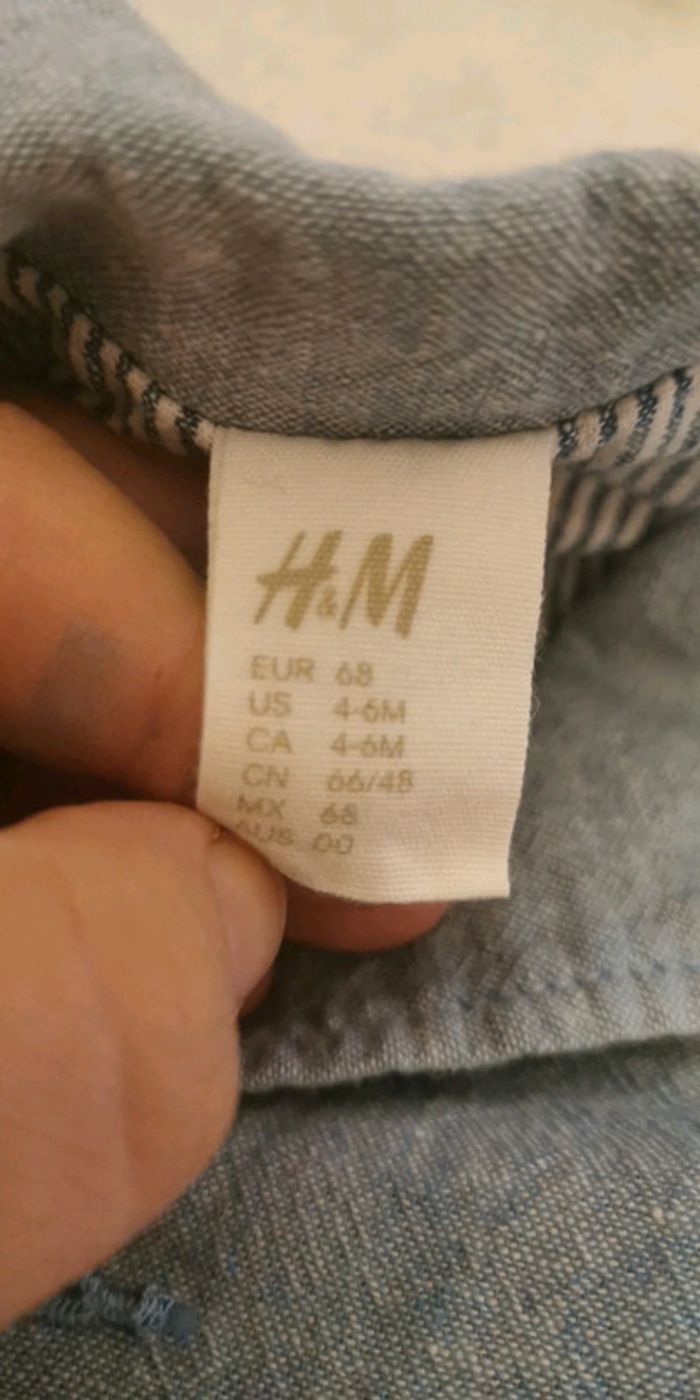 H&M
EUR 68
US 4-6M
CA 4-6M
CN 66/48
MX 68
AUS 00